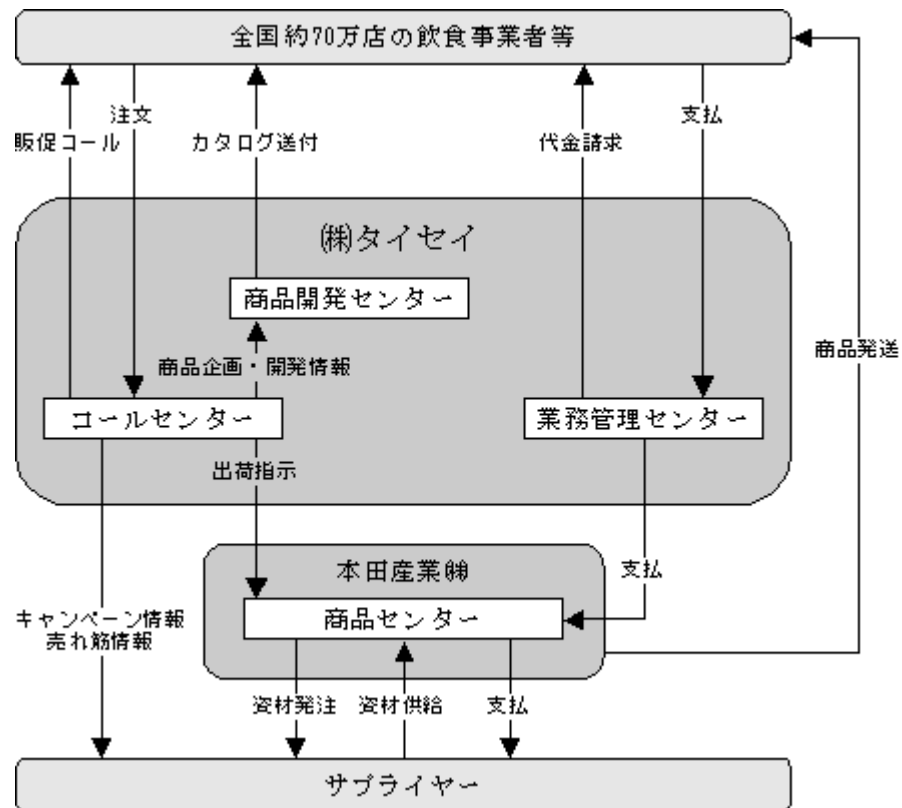 全国約70万店の飲食事業者等
注文
支払
販促コール
カタログ送付
代金請求
㈱タイセイ
商品開発センター
商品発送
商品企画・開発情報
コールセンター
業務管理センター
出荷指示
本田産業㈱
支払
商品センター
キャンペーン情報
売れ筋情報
資材発注
資材供給
支払
サプライヤー